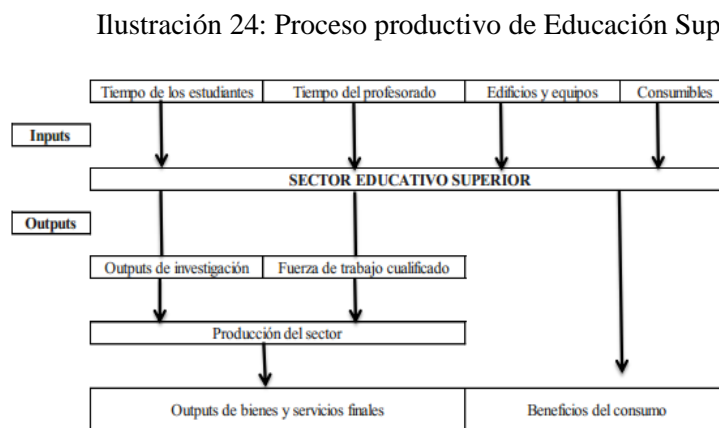 Ilustración 24: Proceso productivo de Educación Sup
Tiempo de los estudiantes Tiempo del profesorado Edificios y equipos Consumibles
Inputs
SECTOR EDUCATIVO SUPERIOR
Outputs
Outputs de investigación Fuerza de trabajo cualificado
Producción del sector
Outputs de bienes y servicios finales Beneficios del consumo